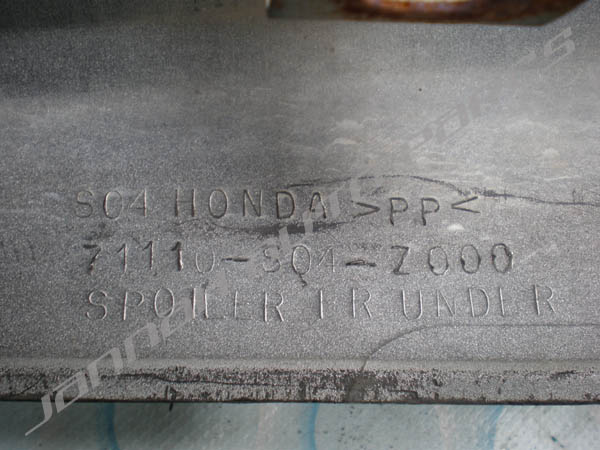 S04 HONDA >PP<
71110-S04-Z000
SPOILER FR UNDER